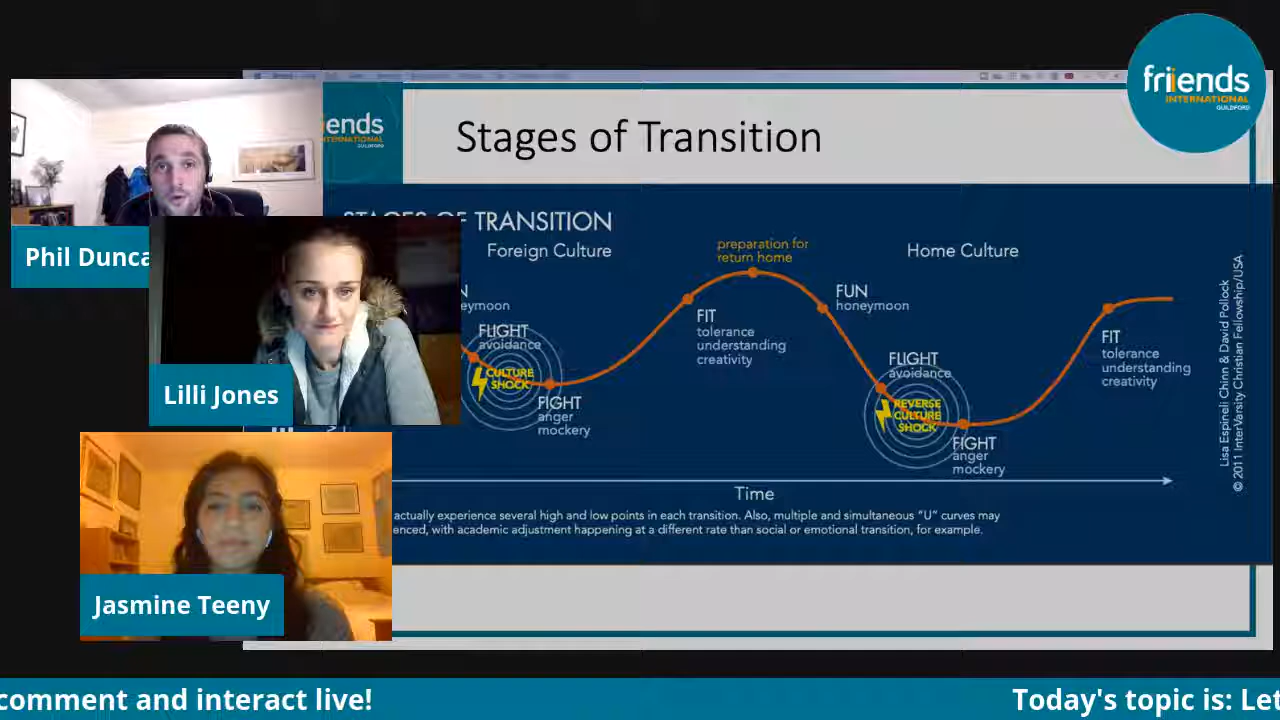 friends
INTERNATIONAL
GUILDFORD
ends
INTERNATIONAL
GUILDFORD
Stages of Transition
STAGES OF TRANSITION
Foreign Culture
preparation for
return home
Home Culture
FUN
honeymoon
FLIGHT
avoidance
CULTURE
SHOCK
FIGHT
anger
mockery
FIT
tolerance
understanding
creativity
FUN
honeymoon
FLIGHT
avoidance
REVERSE
CULTURE
SHOCK
FIGHT
anger
mockery
FIT
tolerance
understanding
creativity
Time
actually experience several high and low points in each transition. Also, multiple and simultaneous “U” curves may
enced, with academic adjustment happening at a different rate than social or emotional transition, for example.
Lisa Espineli Chinn & David Pollock
© 2011 InterVarsity Christian Fellowship/USA
Phil Dunca
Lilli Jones
Jasmine Teeny
comment and interact live!
Today's topic is: Let